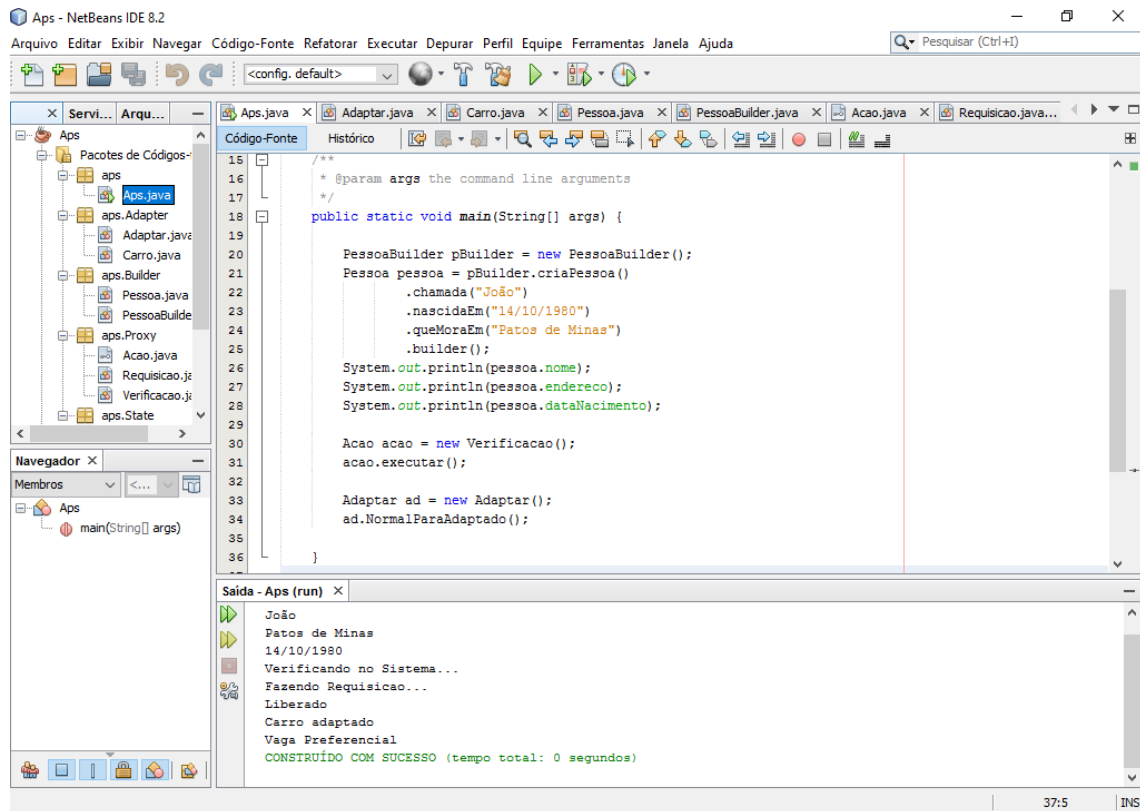 Aps - NetBeans IDE 8.2
Arquivo Editar Exibir Navegar Código-Fonte Refatorar Executar Depurar Perfil Equipe Ferramentas Janela Ajuda
Pesquisar (Ctrl+I)
<config. default>
Servi... Arqu...
Aps
Pacotes de Códigos-
aps
Aps.java
aps.Adapter
Adaptar.java
Carro.java
aps.Builder
Pessoa.java
PessoaBuilde
aps.Proxy
Acao.java
Requisicao.ja
Verificacao.ja
aps.State
Navegador
Membros <...
Aps
main(String[] args)
Aps.java Adaptar.java Carro.java Pessoa.java PessoaBuilder.java Acao.java Requisicao.java...
Código-Fonte Histórico
15 /**
16 * @param args the command line arguments
17 */
18 public static void main(String[] args) {
19
20 PessoaBuilder pBuilder = new PessoaBuilder();
21 Pessoa pessoa = pBuilder.criaPessoa()
22 .chamada("João")
23 .nascidaEm("14/10/1980")
24 .queMoraEm("Patos de Minas")
25 .builder();
26 System.out.println(pessoa.nome);
27 System.out.println(pessoa.endereco);
28 System.out.println(pessoa.dataNacimento);
29
30 Acao acao = new Verificacao();
31 acao.executar();
32
33 Adaptar ad = new Adaptar();
34 ad.NormalParaAdaptado();
35
36 }
Saída - Aps (run)
João
Patos de Minas
14/10/1980
Verificando no Sistema...
Fazendo Requisicao...
Liberado
Carro adaptado
Vaga Preferencial
CONSTRUÍDO COM SUCESSO (tempo total: 0 segundos)
37:5 INS